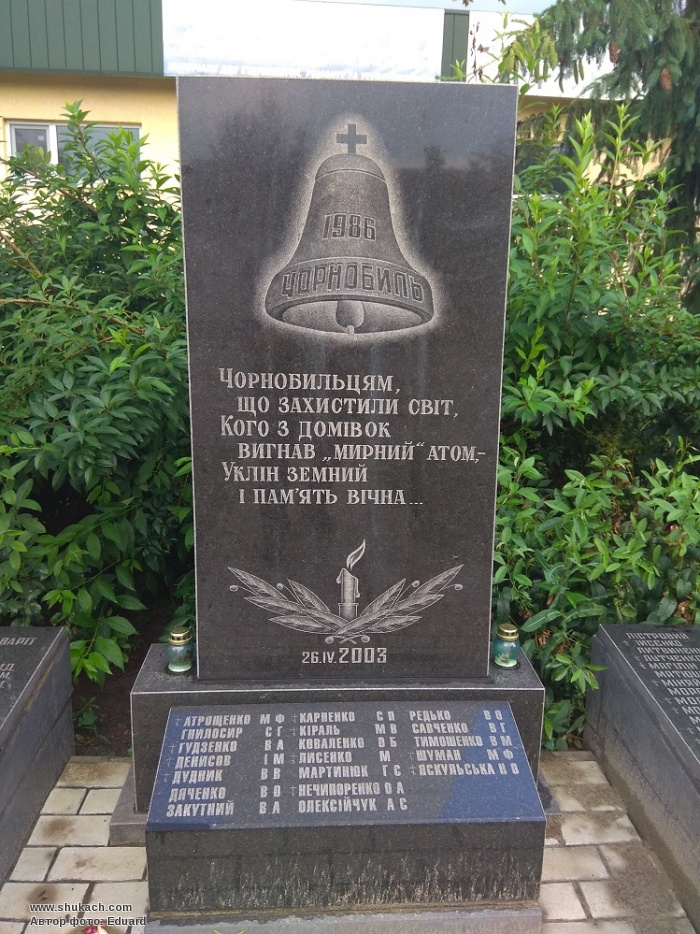 1986
ЧОРНОБИЛЬ
ЧОРНОБИЛЬЦЯМ,
ЩО ЗАХИСТИЛИ СВІТ,
КОГО З ДОМІВОК
ВИГНАВ „МИРНИЙ“ АТОМ,-
УКЛІН ЗЕМНИЙ
І ПАМ'ЯТЬ ВІЧНА...
26.IV.2003
АТРОЩЕНКО М Ф
ГНИЛОСИР С Г
ГУДЗЕНКО В А
ДЕНИСОВ І М
ДУДНИК В В
ДЯЧЕНКО В О
ЗАКУТНИЙ В А
КАРПЕНКО С П
КІРАЛЬ М В
КОВАЛЕНКО О Б
ЛИСЕНКО М
МАРТИНЮК Г С
НЕЧИПОРЕНКО О А
ОЛЕКСІЙЧУК А С
РЕДЬКО В О
САВЧЕНКО В Г
ТИМОШЕНКО В М
ШУМАН М Ф
ЯСКУЛЬСЬКА Н О
www.shukach.com
Автор фото: Eduard